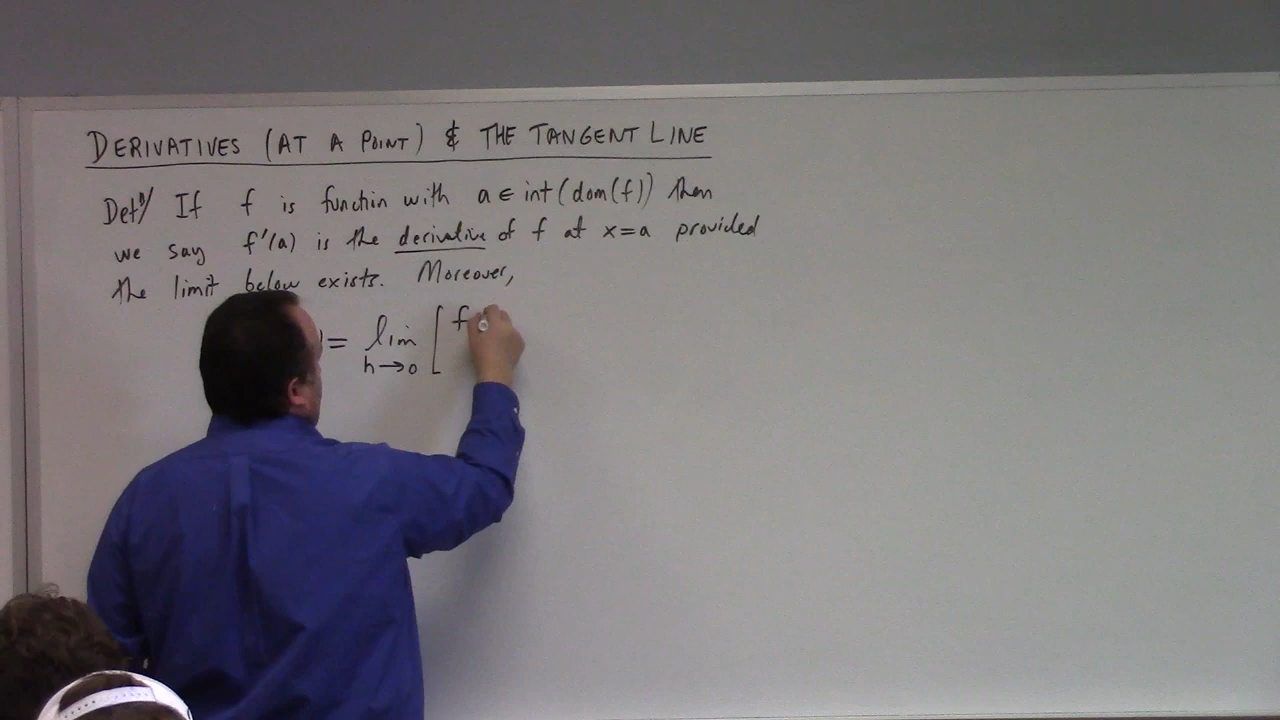 DERIVATIVES (AT A POINT) & THE TANGENT LINE
Defⁿ/ If f is function with a ∈ int(dom(f)) then
we say f'(a) is the derivative of f at x=a provided
the limit below exists. Moreover,
) = lim [ f
h→0